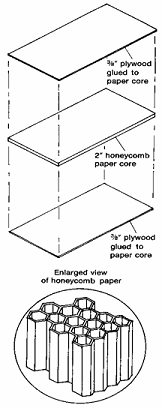 ⅜" plywood
glued to
paper core
2" honeycomb
paper core
⅜" plywood
glued to
paper core
Enlarged view
of honeycomb paper